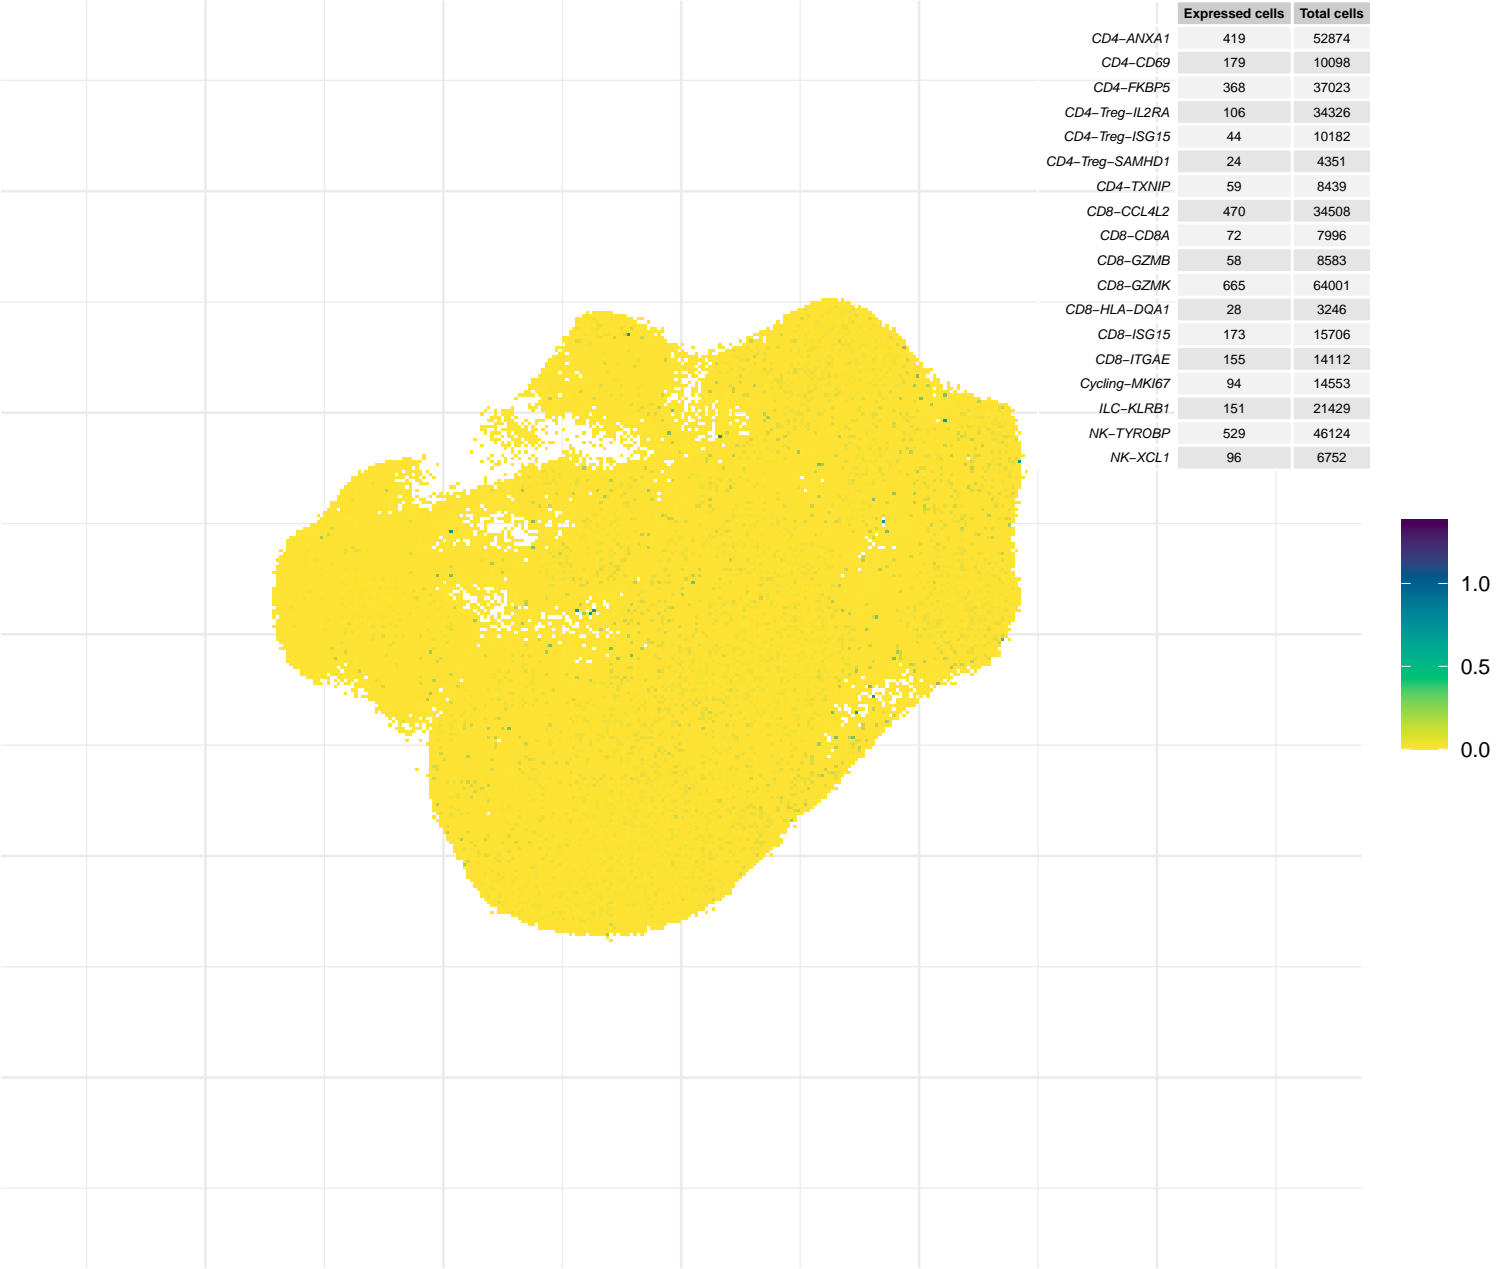 Expressed cells Total cells
CD4−ANXA1 419 52874
CD4−CD69 179 10098
CD4−FKBP5 368 37023
CD4−Treg−IL2RA 106 34326
CD4−Treg−ISG15 44 10182
CD4−Treg−SAMHD1 24 4351
CD4−TXNIP 59 8439
CD8−CCL4L2 470 34508
CD8−CD8A 72 7996
CD8−GZMB 58 8583
CD8−GZMK 665 64001
CD8−HLA−DQA1 28 3246
CD8−ISG15 173 15706
CD8−ITGAE 155 14112
Cycling−MKI67 94 14553
ILC−KLRB1 151 21429
NK−TYROBP 529 46124
NK−XCL1 96 6752
1.0
0.5
0.0